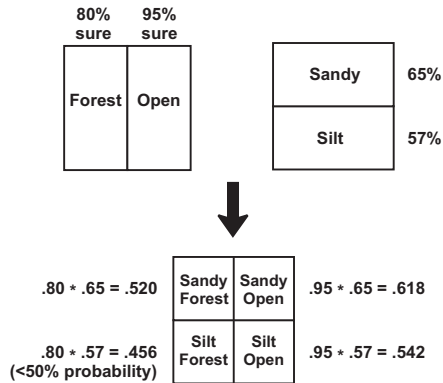 80% 95%
sure sure
Forest Open
Sandy 65%
Silt 57%
.80 * .65 = .520
Sandy Sandy
Forest Open
.95 * .65 = .618
.80 * .57 = .456
(<50% probability)
Silt Silt
Forest Open
.95 * .57 = .542